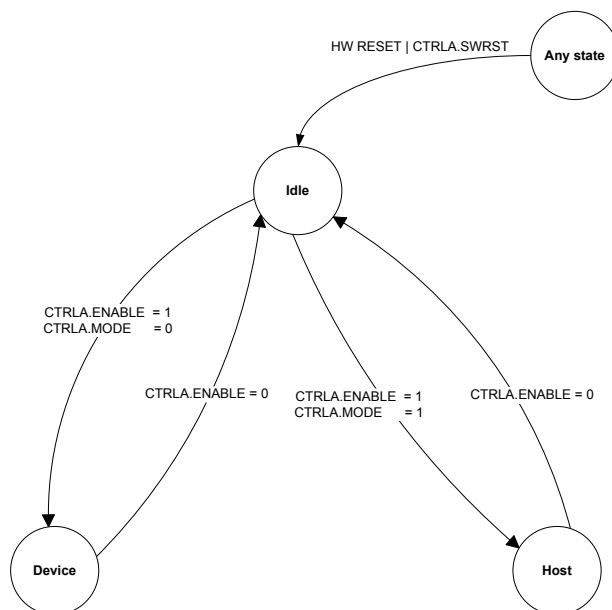 HW RESET | CTRLA.SWRST
Any state
Idle
CTRLA.ENABLE = 1
CTRLA.MODE = 0
CTRLA.ENABLE = 0
CTRLA.ENABLE = 1
CTRLA.MODE = 1
CTRLA.ENABLE = 0
Device
Host